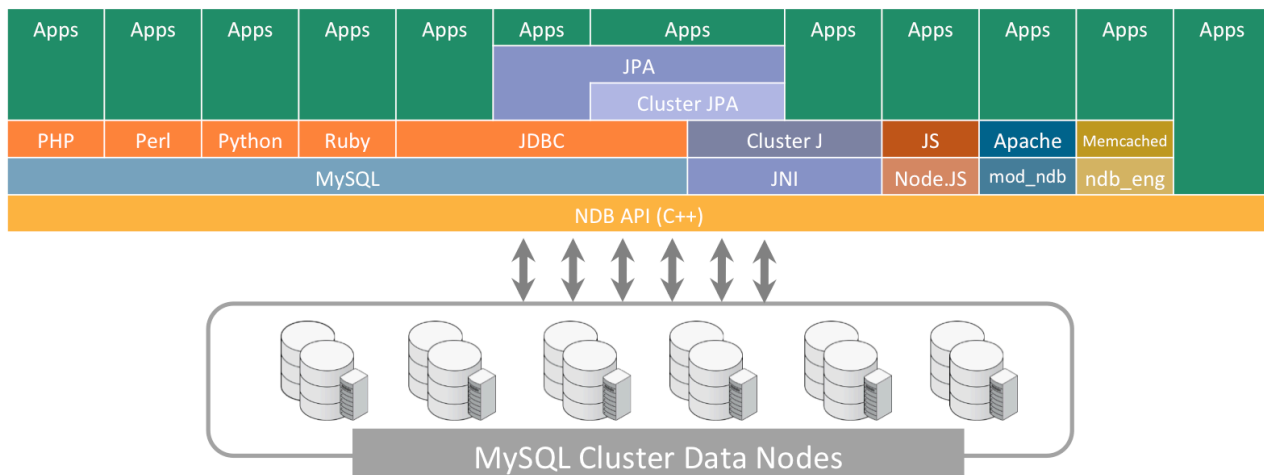 Apps Apps Apps Apps Apps Apps Apps Apps Apps Apps Apps Apps
JPA
Cluster JPA
PHP Perl Python Ruby JDBC Cluster J JS Apache Memcached
MySQL JNI Node.JS mod_ndb ndb_eng
NDB API (C++)
MySQL Cluster Data Nodes